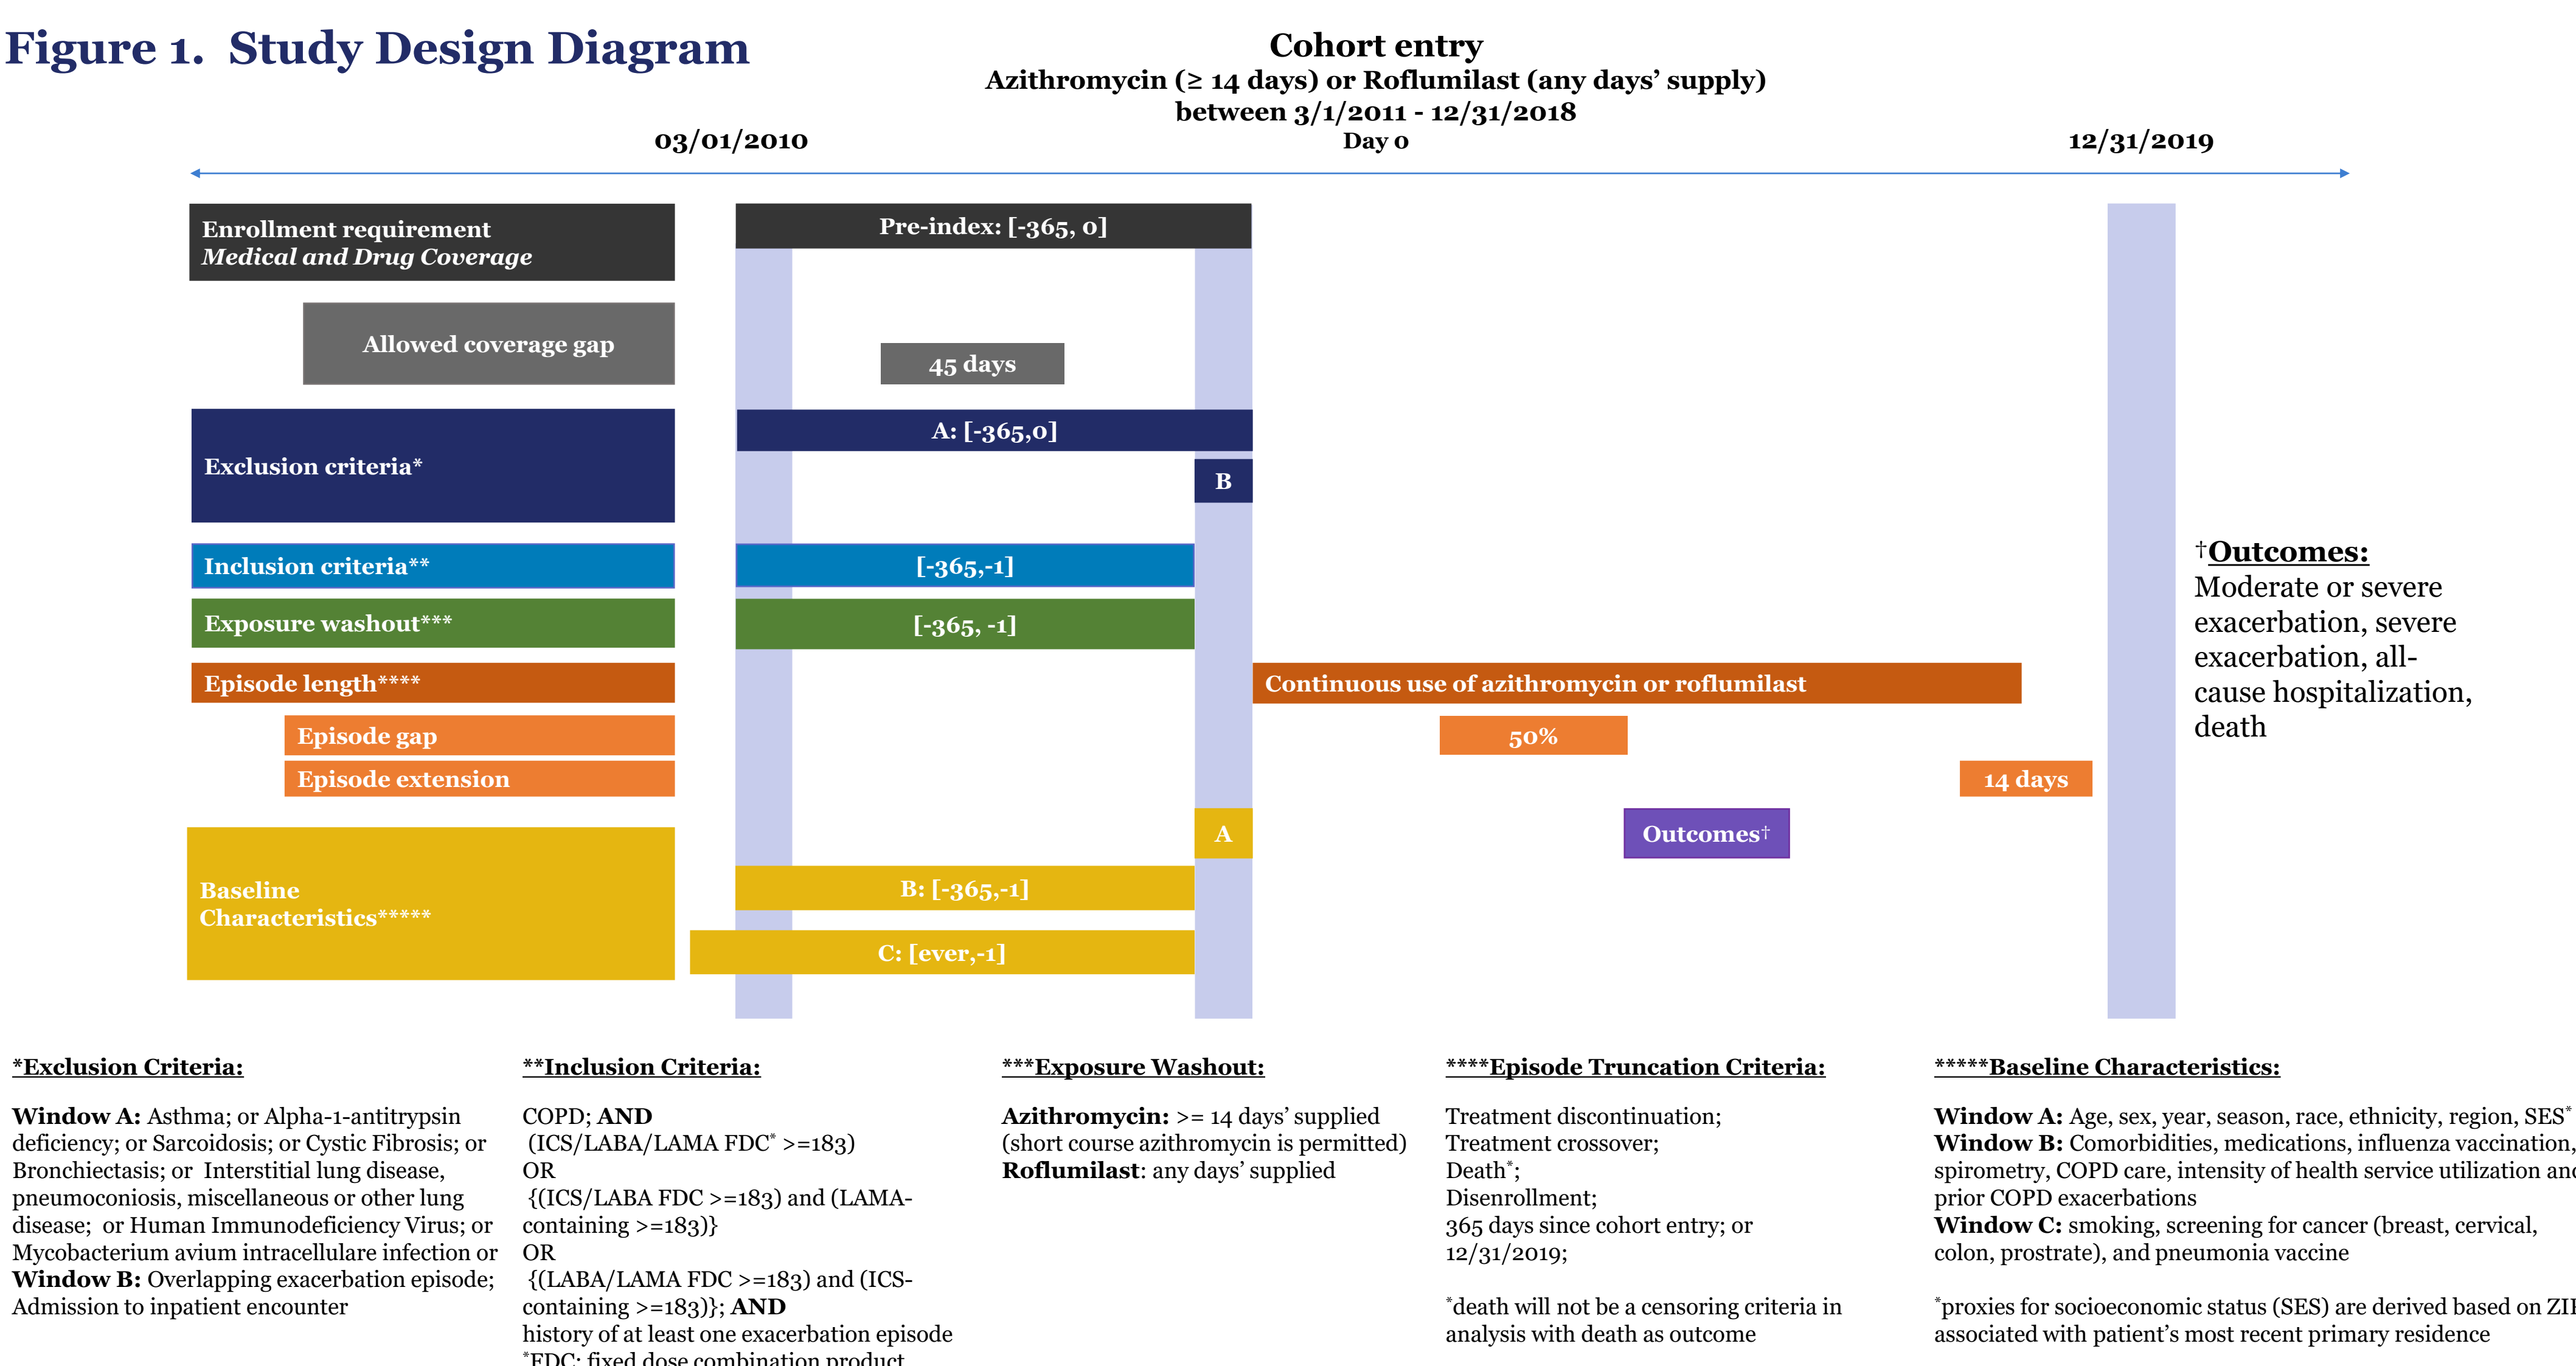 Figure 1. Study Design Diagram
Cohort entry
Azithromycin (≥ 14 days) or Roflumilast (any days’ supply)
between 3/1/2011 - 12/31/2018
03/01/2010
Day 0
12/31/2019
Enrollment requirement
Medical and Drug Coverage
Pre-index: [-365, 0]
Allowed coverage gap
45 days
Exclusion criteria*
A: [-365,0]
B
Inclusion criteria**
[-365,-1]
Exposure washout***
[-365, -1]
Episode length****
Continuous use of azithromycin or roflumilast
Episode gap
50%
Episode extension
14 days
Outcomes†
Baseline
Characteristics*****
A
B: [-365,-1]
C: [ever,-1]
†Outcomes:
Moderate or severe
exacerbation, severe
exacerbation, all-
cause hospitalization,
death
*Exclusion Criteria:
Window A: Asthma; or Alpha-1-antitrypsin
deficiency; or Sarcoidosis; or Cystic Fibrosis; or
Bronchiectasis; or Interstitial lung disease,
pneumoconiosis, miscellaneous or other lung
disease; or Human Immunodeficiency Virus; or
Mycobacterium avium intracellulare infection or
Window B: Overlapping exacerbation episode;
Admission to inpatient encounter
**Inclusion Criteria:
COPD; AND
(ICS/LABA/LAMA FDC* >=183)
OR
{(ICS/LABA FDC >=183) and (LAMA-
containing >=183)}
OR
{(LABA/LAMA FDC >=183) and (ICS-
containing >=183)}; AND
history of at least one exacerbation episode
*FDC: fixed dose combination product
***Exposure Washout:
Azithromycin: >= 14 days’ supplied
(short course azithromycin is permitted)
Roflumilast: any days’ supplied
****Episode Truncation Criteria:
Treatment discontinuation;
Treatment crossover;
Death*;
Disenrollment;
365 days since cohort entry; or
12/31/2019;
*death will not be a censoring criteria in
analysis with death as outcome
*****Baseline Characteristics:
Window A: Age, sex, year, season, race, ethnicity, region, SES*
Window B: Comorbidities, medications, influenza vaccination,
spirometry, COPD care, intensity of health service utilization
prior COPD exacerbations
Window C: smoking, screening for cancer (breast, cervical,
colon, prostrate), and pneumonia vaccine
*proxies for socioeconomic status (SES) are derived based on
associated with patient’s most recent primary residence